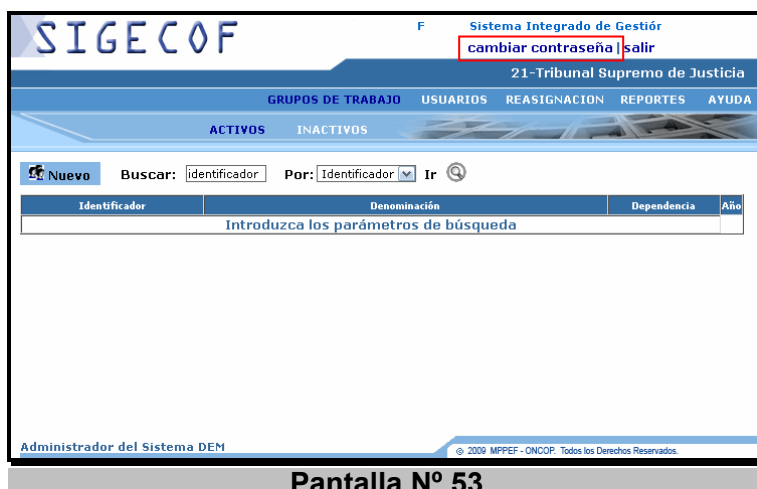 SIGECOF
F Sistema Integrado de Gestiór
cambiar contraseña | salir
21-Tribunal Supremo de Justicia
GRUPOS DE TRABAJO USUARIOS REASIGNACION REPORTES AYUDA
ACTIVOS INACTIVOS
Nuevo Buscar: identificador Por: Identificador Ir
Identificador Denominación Dependencia Año
Introduzca los parámetros de búsqueda
Administrador del Sistema DEM
© 2009 MPPEF - ONCOP. Todos los Derechos Reservados.
Pantalla Nº 53